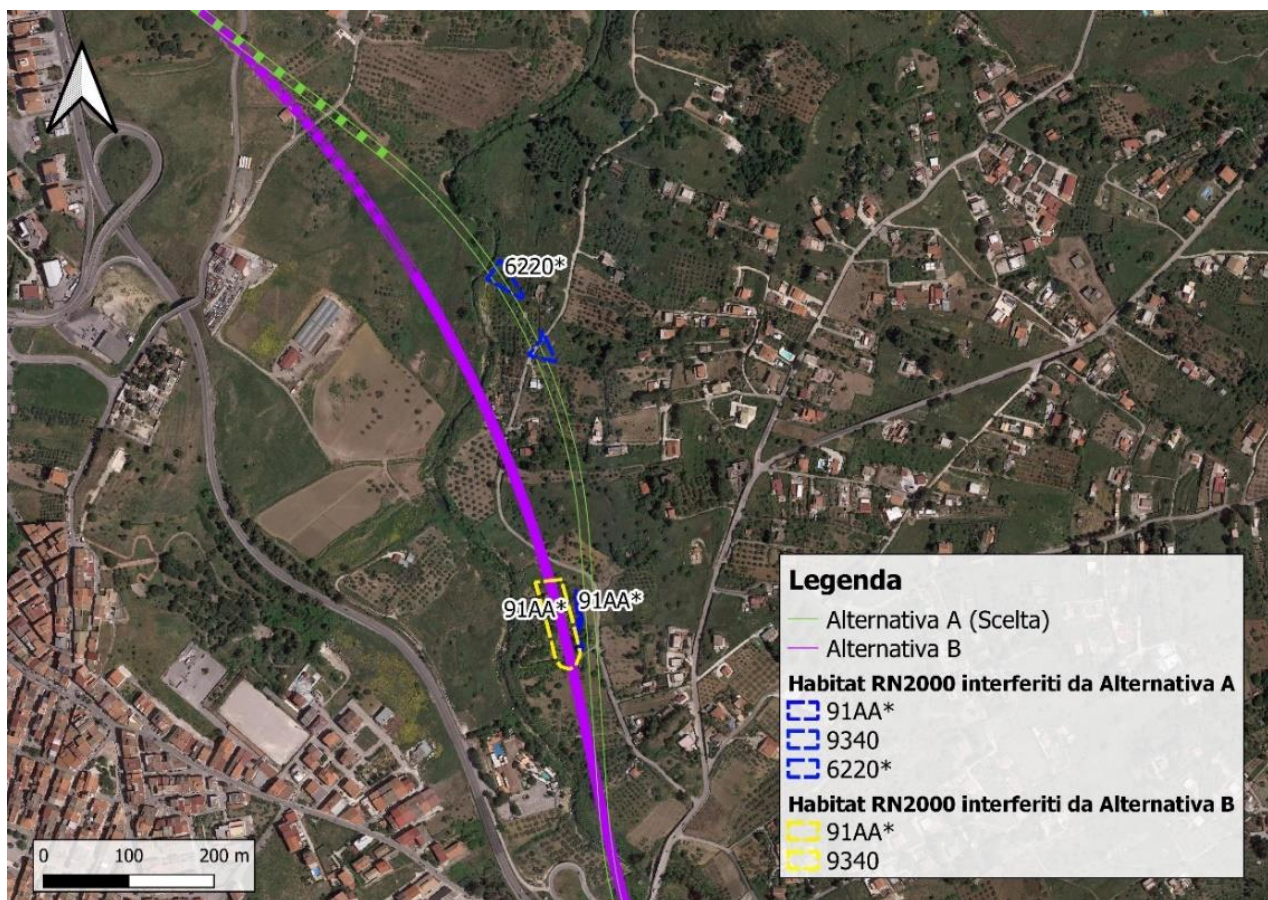 6220*
91AA*
91AA*
Legenda
Alternativa A (Scelta)
Alternativa B
Habitat RN2000 interferiti da Alternativa A
91AA*
9340
6220*
Habitat RN2000 interferiti da Alternativa B
91AA*
9340
0 100 200 m